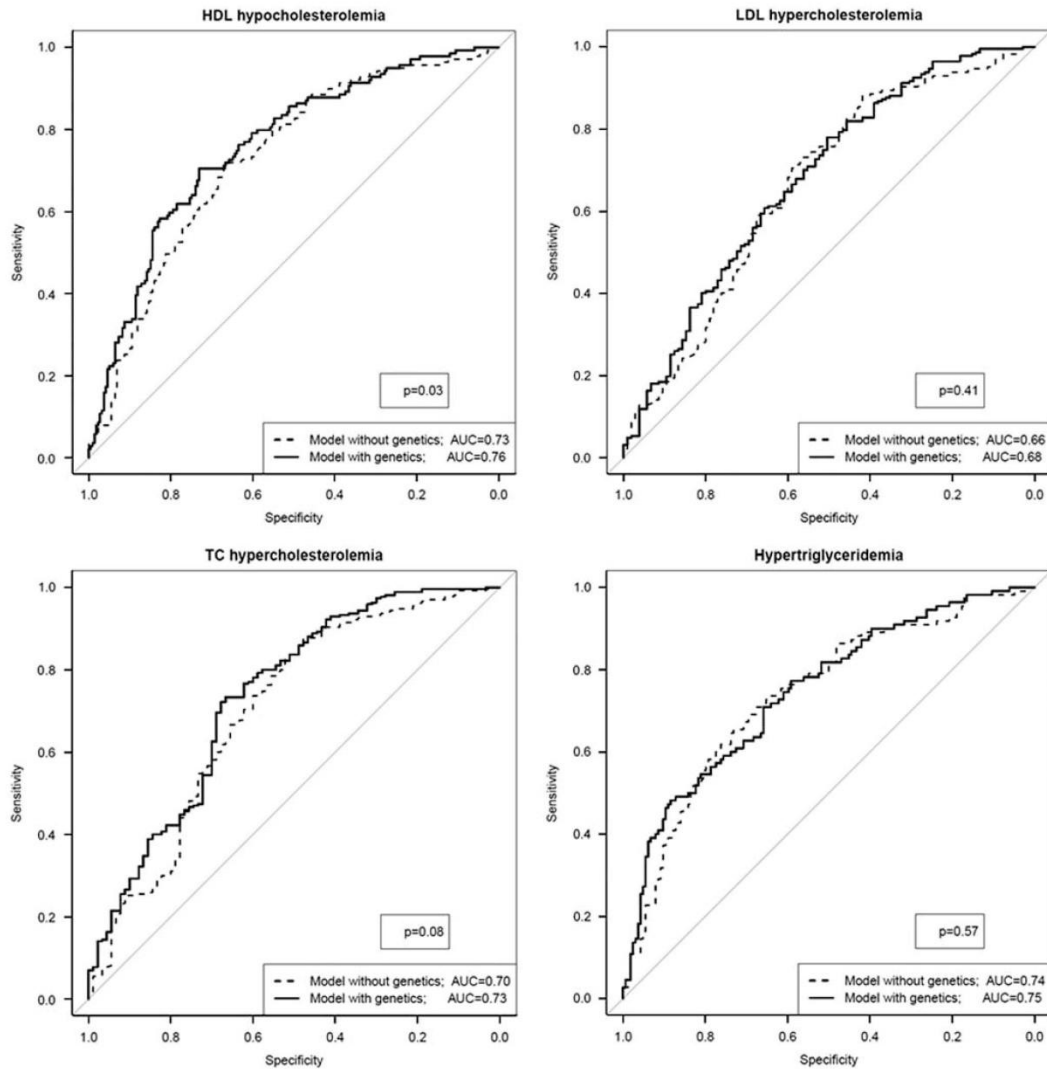 HDL hypocholesterolemia
1.0
0.8
0.6
0.4
0.2
0.0
Sensitivity
p=0.03
Model without genetics; AUC=0.73
Model with genetics; AUC=0.76
1.0 0.8 0.6 0.4 0.2 0.0
Specificity
LDL hypercholesterolemia
1.0
0.8
0.6
0.4
0.2
0.0
Sensitivity
p=0.41
Model without genetics; AUC=0.66
Model with genetics; AUC=0.68
1.0 0.8 0.6 0.4 0.2 0.0
Specificity
TC hypercholesterolemia
1.0
0.8
0.6
0.4
0.2
0.0
Sensitivity
p=0.08
Model without genetics; AUC=0.70
Model with genetics; AUC=0.73
1.0 0.8 0.6 0.4 0.2 0.0
Specificity
Hypertriglyceridemia
1.0
0.8
0.6
0.4
0.2
0.0
Sensitivity
p=0.57
Model without genetics; AUC=0.74
Model with genetics; AUC=0.75
1.0 0.8 0.6 0.4 0.2 0.0
Specificity